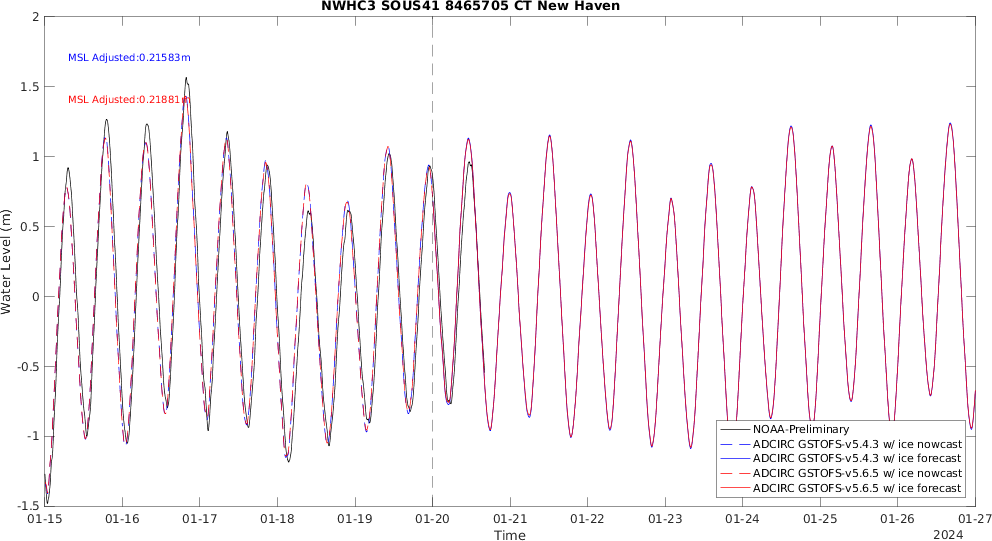 NWHC3 SOUS41 8465705 CT New Haven
2
1.5
1
0.5
0
-0.5
-1
-1.5
Water Level (m)
MSL Adjusted:0.21583m
MSL Adjusted:0.21881m
NOAA-Preliminary
ADCIRC GSTOFS-v5.4.3 w/ ice nowcast
ADCIRC GSTOFS-v5.4.3 w/ ice forecast
ADCIRC GSTOFS-v5.6.5 w/ ice nowcast
ADCIRC GSTOFS-v5.6.5 w/ ice forecast
01-15 01-16 01-17 01-18 01-19 01-20 01-21 01-22 01-23 01-24 01-25 01-26 01-27
Time
2024